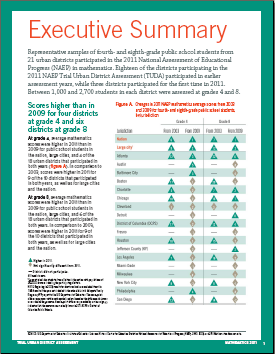 Executive Summary
Representative samples of fourth- and eighth-grade public school students from
21 urban districts participated in the 2011 National Assessment of Educational
Progress (NAEP) in mathematics. Eighteen of the districts participating in the
2011 NAEP Trial Urban District Assessment (TUDA) participated in earlier
assessment years, while three districts participated for the first time in 2011.
Between 1,000 and 2,700 students in each district were assessed at grades 4 and 8.
Scores higher than in
2009 for four districts
at grade 4 and six
districts at grade 8
At grade 4, average mathematics
scores were higher in 2011 than in
2009 for public school students in
the nation, large cities, and 4 of the
18 urban districts that participated in
both years (figure A). In comparison to
2003, scores were higher in 2011 for
9 of the 10 districts that participated
in both years, as well as for large cities
and the nation.
At grade 8, average mathematics
scores were higher in 2011 than in
2009 for public school students in
the nation, large cities, and 6 of the
18 urban districts that participated in
both years. In comparison to 2003,
scores were higher in 2011 for 9 of
the 10 districts that participated in
both years, as well as for large cities
and the nation.
Figure A. Changes in 2011 NAEP mathematics average scores from 2003
and 2009 for fourth- and eighth-grade public school students,
by jurisdiction
Grade 4 Grade 8
Jurisdiction From 2003 From 2009 From 2003 From 2009
Nation
Large city
Atlanta
Austin
Baltimore City
Boston
Charlotte
Chicago
Cleveland
Detroit
District of Columbia (DCPS)
Fresno
Houston
Jefferson County (KY)
Los Angeles
Miami-Dade
Milwaukee
New York City
Philadelphia
San Diego
Higher in 2011.
TRIAL URBAN DISTRICT ASSESSMENT MATHEMATICS 2011 1